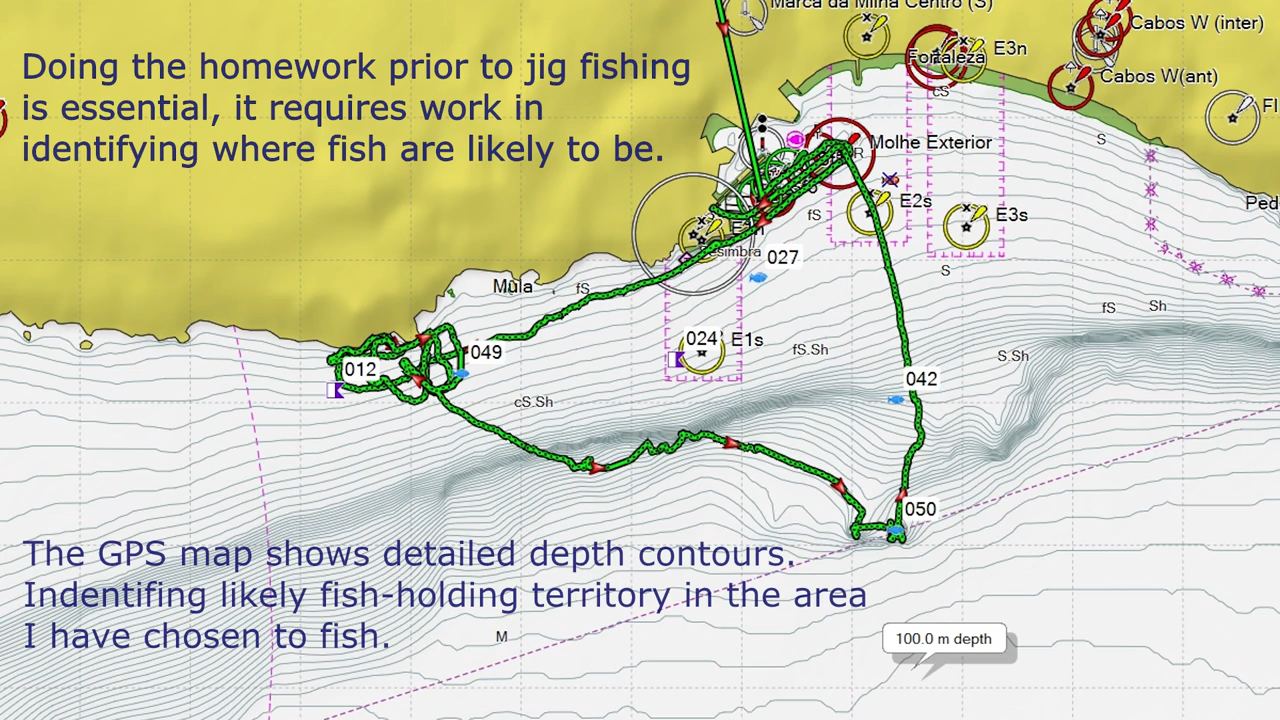 Marca da Milha Centro (S)
Cabos W (inter)
E3n
Fortaleza
Cabos W(ant)
cS
Fl
Doing the homework prior to jig fishing
is essential, it requires work in
identifying where fish are likely to be.
S
Molhe Exterior
R
Ped
E2s
E3s
fS
027
S
Mula
fS
fS
Sh
024
E1s
049
fS.Sh
S.Sh
012
042
cS.Sh
050
The GPS map shows detailed depth contours.
Indentifing likely fish-holding territory in the area
I have chosen to fish.
M
100.0 m depth